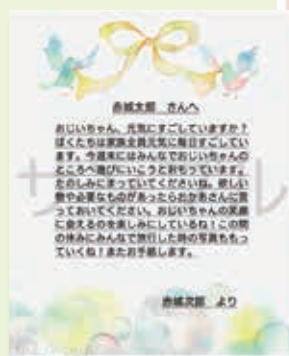 赤城太郎　さんへ
おじいちゃん、元気にすごしていますか?
ぼくたちは家族全員元気に毎日すごしてい
ます。今週末にはみんなでおじいちゃんの
ところへ遊びにいこうとおもっています。
たのしみにまっていてくださいね。欲しい
物や必要なものがあったらおかあさんに言
っておいてください。おじいちゃんの笑顔
に会えるのを楽しみにしているね!この間
の休みにみんなで旅行した時の写真ももっ
ていくね!またお手紙します。
サンプル
赤城次郎　より